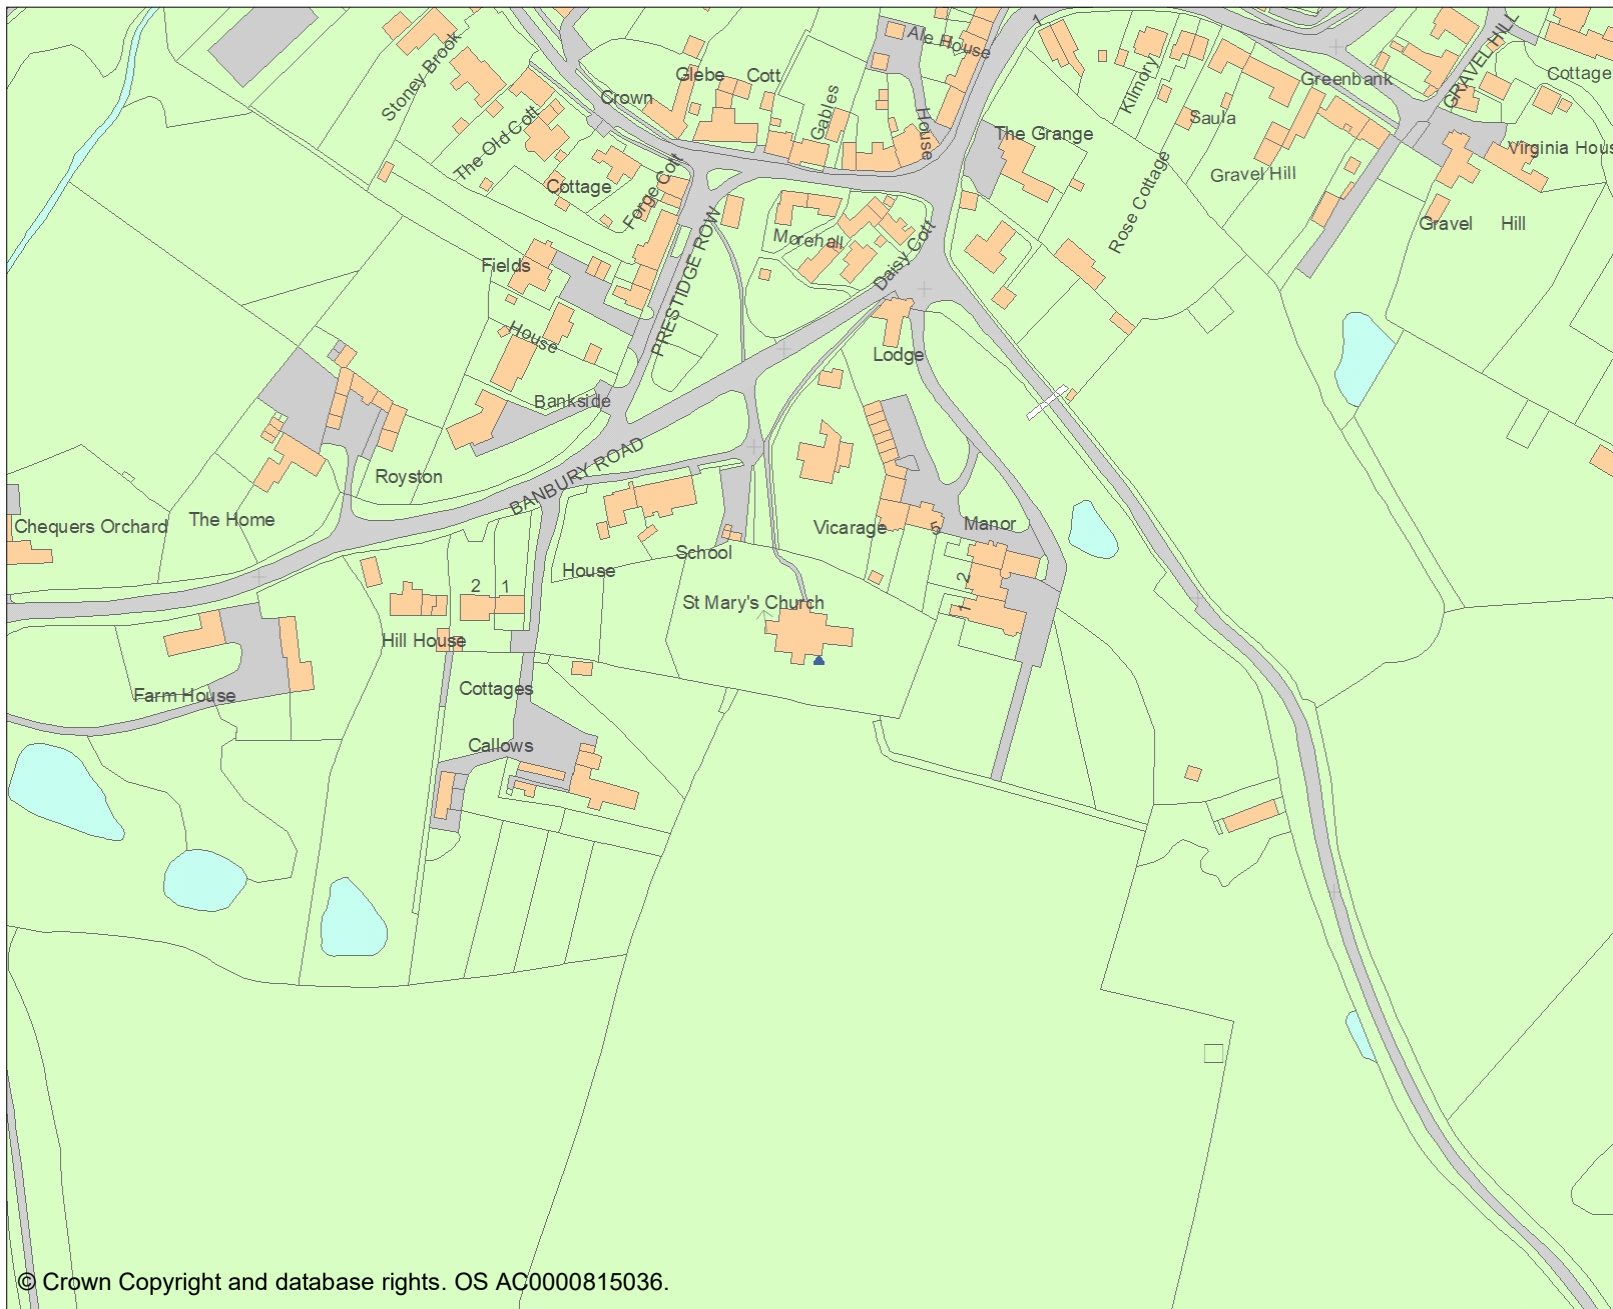 Stoney Brook
Ale House
GRAVEL HILL
Glebe Cott
Greenbank
Cottage
Crown
Gables
Kilmory
Saula
The Old Cott
House
The Grange
Virginia Hous
Cottage
Forge Cott
Gravel Hill
Rose Cottage
Morehall
Gravel Hill
Daisy Cott
Fields
PRESTIDGE ROW
House
Lodge
Bankside
Royston
BANBURY ROAD
Chequers Orchard
The Home
Vicarage
5
Manor
School
House
2
1
2
1
St Mary's Church
Hill House
Cottages
Farm House
Callows
© Crown Copyright and database rights. OS AC0000815036.